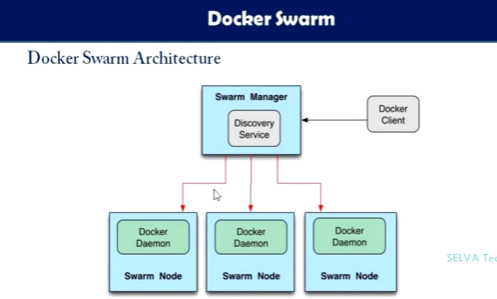 Docker Swarm
Docker Swarm Architecture
Swarm Manager
Discovery
Service
Docker
Client
Docker
Daemon
Swarm Node
Docker
Daemon
Swarm Node
Docker
Daemon
Swarm Node
SELVA Tec